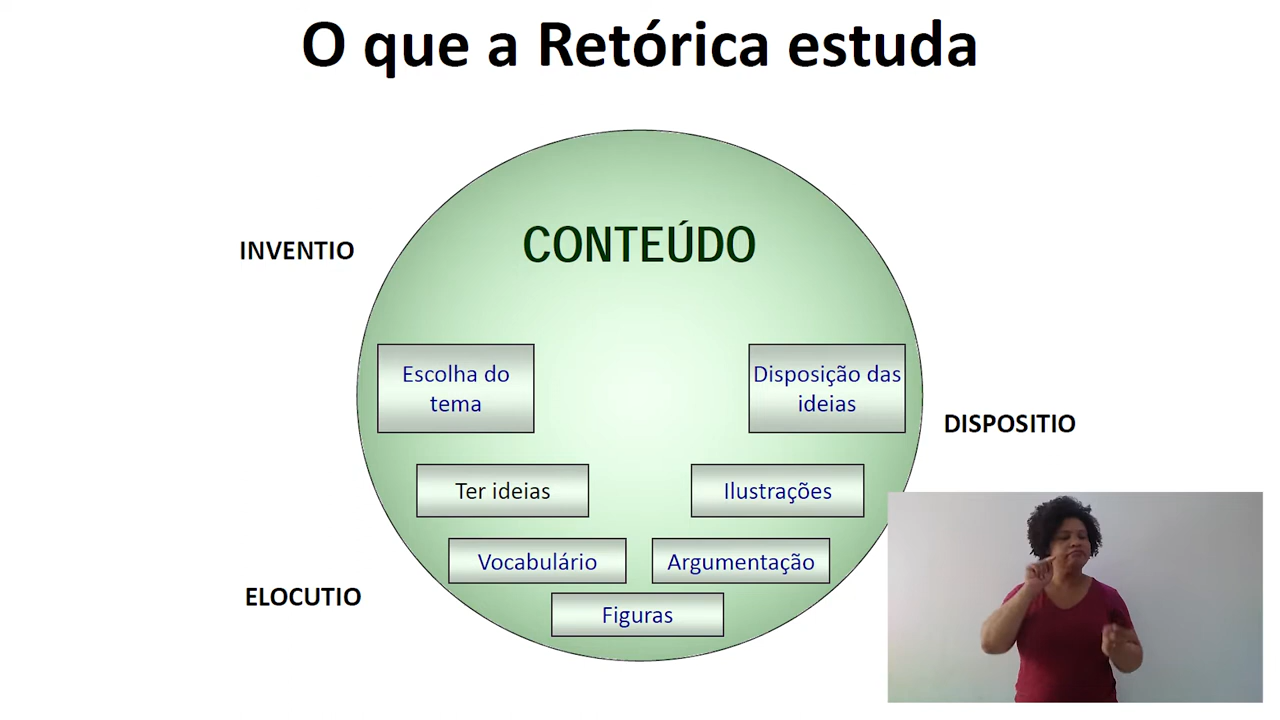 O que a Retórica estuda
CONTEÚDO
INVENTIO
Escolha do
tema
Disposição das
ideias
DISPOSITIO
Ter ideias
Ilustrações
Vocabulário
Argumentação
ELOCUTIO
Figuras